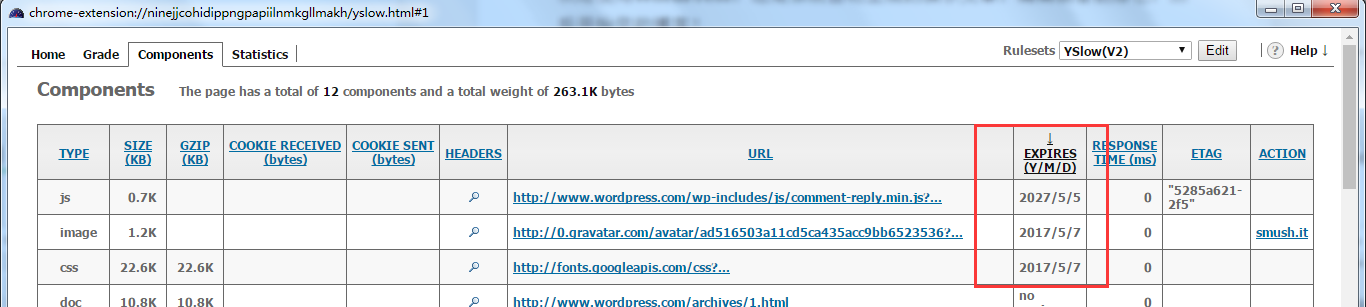 chrome-extension://ninejjcohidippngpapiilnmkgllmakh/yslow.html#1
Home Grade Components Statistics Rulesets YSlow(V2) Edit ? Help ↓
Components The page has a total of 12 components and a total weight of 263.1K bytes
TYPE SIZE (KB) GZIP (KB) COOKIE RECEIVED (bytes) COOKIE SENT (bytes) HEADERS URL ↓ EXPIRES (Y/M/D) RESPONSE TIME (ms) ETAG ACTION
js 0.7K http://www.wordpress.com/wp-includes/js/comment-reply.min.js?... 2027/5/5 0 "5285a621-2f5"
image 1.2K http://0.gravatar.com/avatar/ad516503a11cd5ca435acc9bb6523536?... 2017/5/7 0 smush.it
css 22.6K 22.6K http://fonts.googleapis.com/css?... 2017/5/7 0
doc 10.8K 10.8K http://www.wordpress.com/archives/1.html no 0